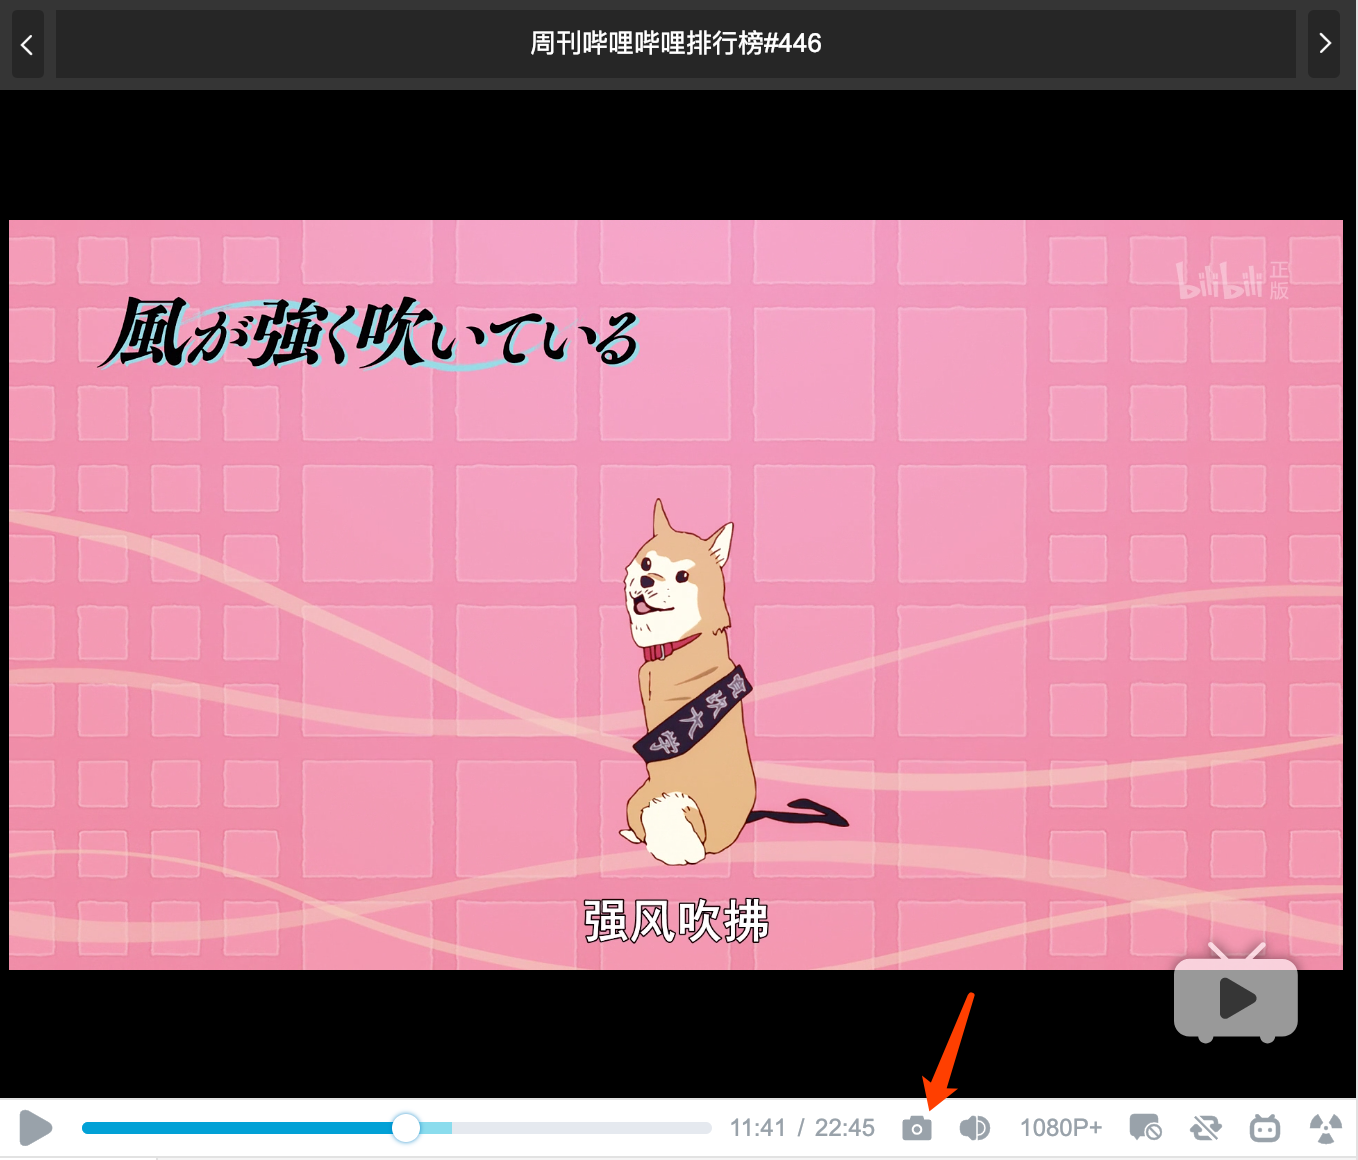 周刊哔哩哔哩排行榜#446
bilibili 正版
風が強く吹いている
寛政大学
强风吹拂
11:41 / 22:45
1080P+